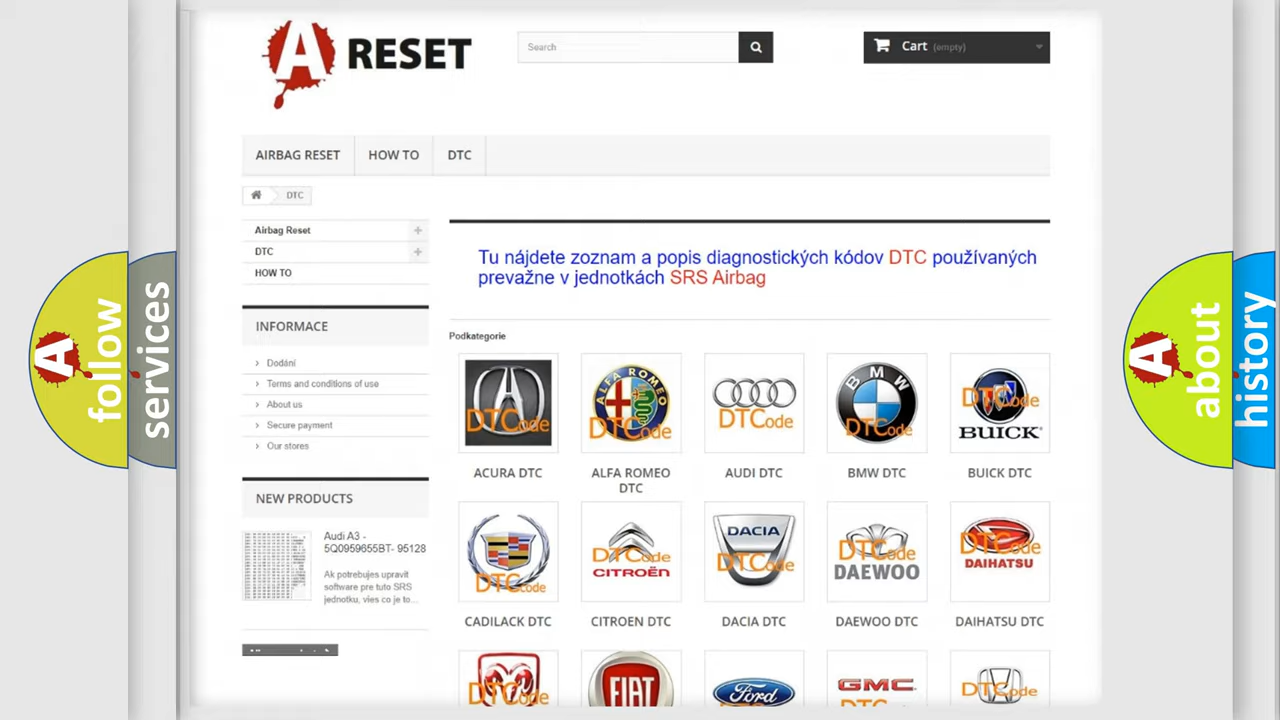 A RESET
Search
Cart (empty)
AIRBAG RESET
HOW TO
DTC
DTC
Airbag Reset
DTC
HOW TO
INFORMACE
Dodání
Terms and conditions of use
About us
Secure payment
Our stores
NEW PRODUCTS
Audi A3 -
5Q0959655BT- 95128
Ak potrebujes upravit
software pre tuto SRS
jednotku, vies co je to...
Tu nájdete zoznam a popis diagnostických kódov DTC používaných
prevažne v jednotkách SRS Airbag
Podkategorie
DTCode
ALFA ROMEO
DTCode
DTCode
BMW
DTCode
DTCode
BUICK
ACURA DTC
ALFA ROMEO
DTC
AUDI DTC
BMW DTC
BUICK DTC
DTCode
DTCode
CITROËN
DACIA
DTCode
DTCode
DAEWOO
DTCode
DAIHATSU
CADILACK DTC
CITROEN DTC
DACIA DTC
DAEWOO DTC
DAIHATSU DTC
DTCode
FIAT
Ford
GMC
DTCode
A
follow
services
A
about
history